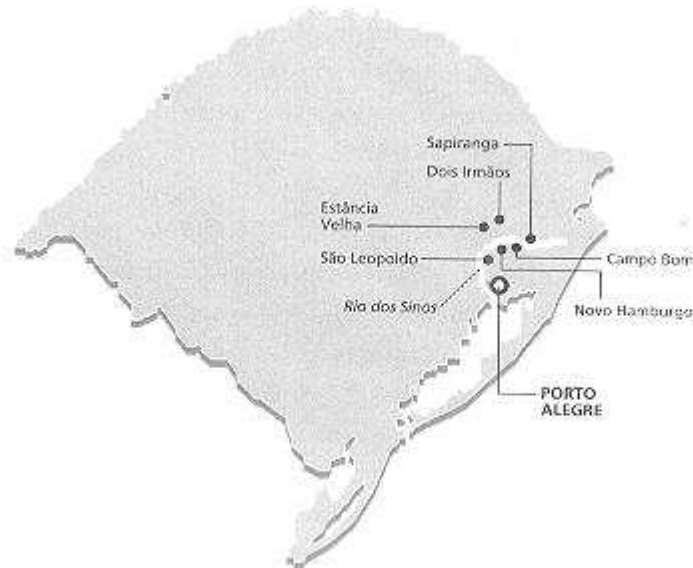 Sapiranga
Dois Irmãos
Estância
Velha
São Leopoldo
Campo Bom
Rio dos Sinos
Novo Hamburgo
PORTO
ALEGRE